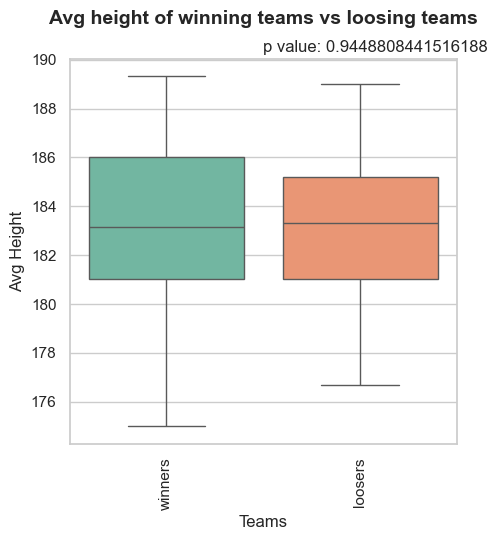 Avg height of winning teams vs loosing teams
p value: 0.9448808441516188
190
188
186
184
182
180
178
176
Avg Height
winners
loosers
Teams